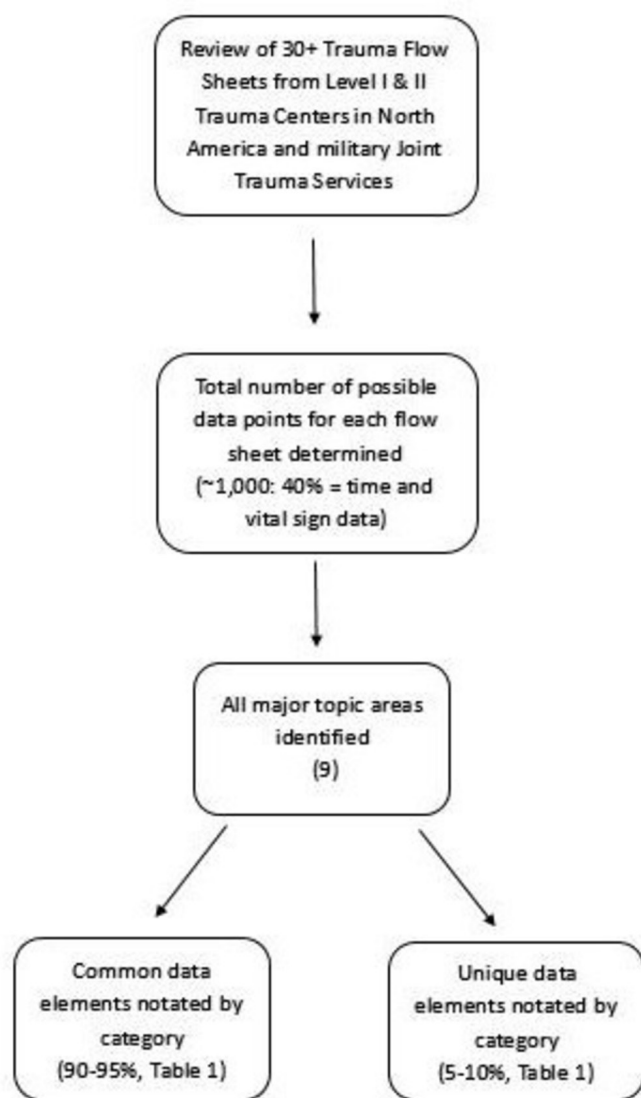 Review of 30+ Trauma Flow
Sheets from Level I & II
Trauma Centers in North
America and military Joint
Trauma Services
Total number of possible
data points for each flow
sheet determined
(~1,000: 40% = time and
vital sign data)
All major topic areas
identified
(9)
Common data
elements notated by
category
(90-95%, Table 1)
Unique data
elements notated by
category
(5-10%, Table 1)